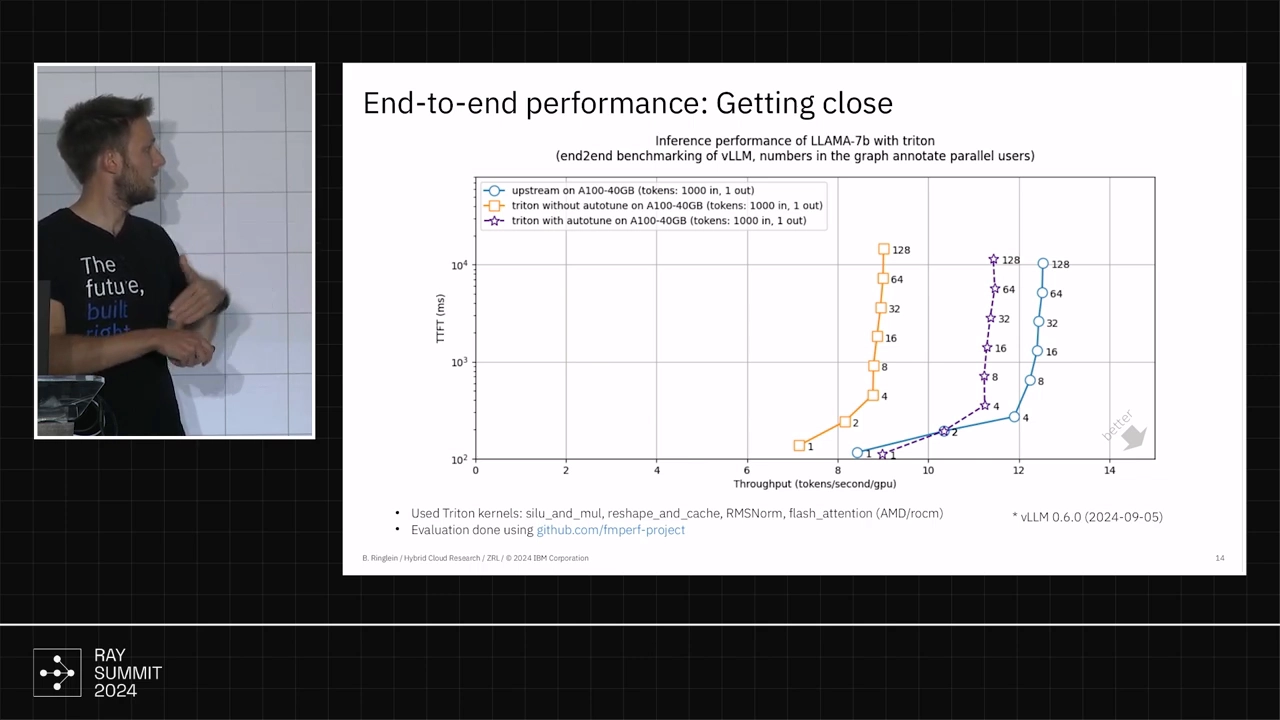 The
future,
built
right
End-to-end performance: Getting close
Inference performance of LLAMA-7b with triton
(end2end benchmarking of vLLM, numbers in the graph annotate parallel users)
upstream on A100-40GB (tokens: 1000 in, 1 out)
triton without autotune on A100-40GB (tokens: 1000 in, 1 out)
triton with autotune on A100-40GB (tokens: 1000 in, 1 out)
TTFT (ms)
10⁴
10³
10²
128
64
32
16
8
4
2
1
128
64
32
16
8
4
2
1
128
64
32
16
8
4
1
better
0 2 4 6 8 10 12 14
Throughput (tokens/second/gpu)
• Used Triton kernels: silu_and_mul, reshape_and_cache, RMSNorm, flash_attention (AMD/rocm)
• Evaluation done using github.com/fmperf-project
* vLLM 0.6.0 (2024-09-05)
B. Ringlein / Hybrid Cloud Research / ZRL / © 2024 IBM Corporation
14
RAY
SUMMIT
2024